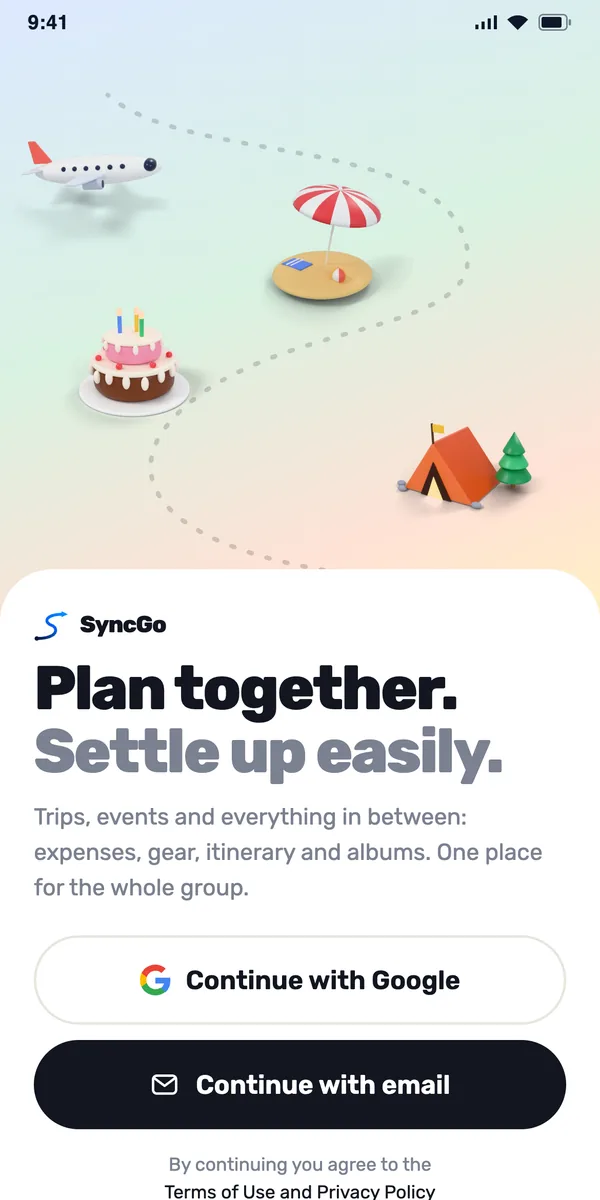 9:41
SyncGo
Plan together.
Settle up easily.
Trips, events and everything in between:
expenses, gear, itinerary and albums. One place
for the whole group.
Continue with Google
Continue with email
By continuing you agree to the
Terms of Use and Privacy Policy